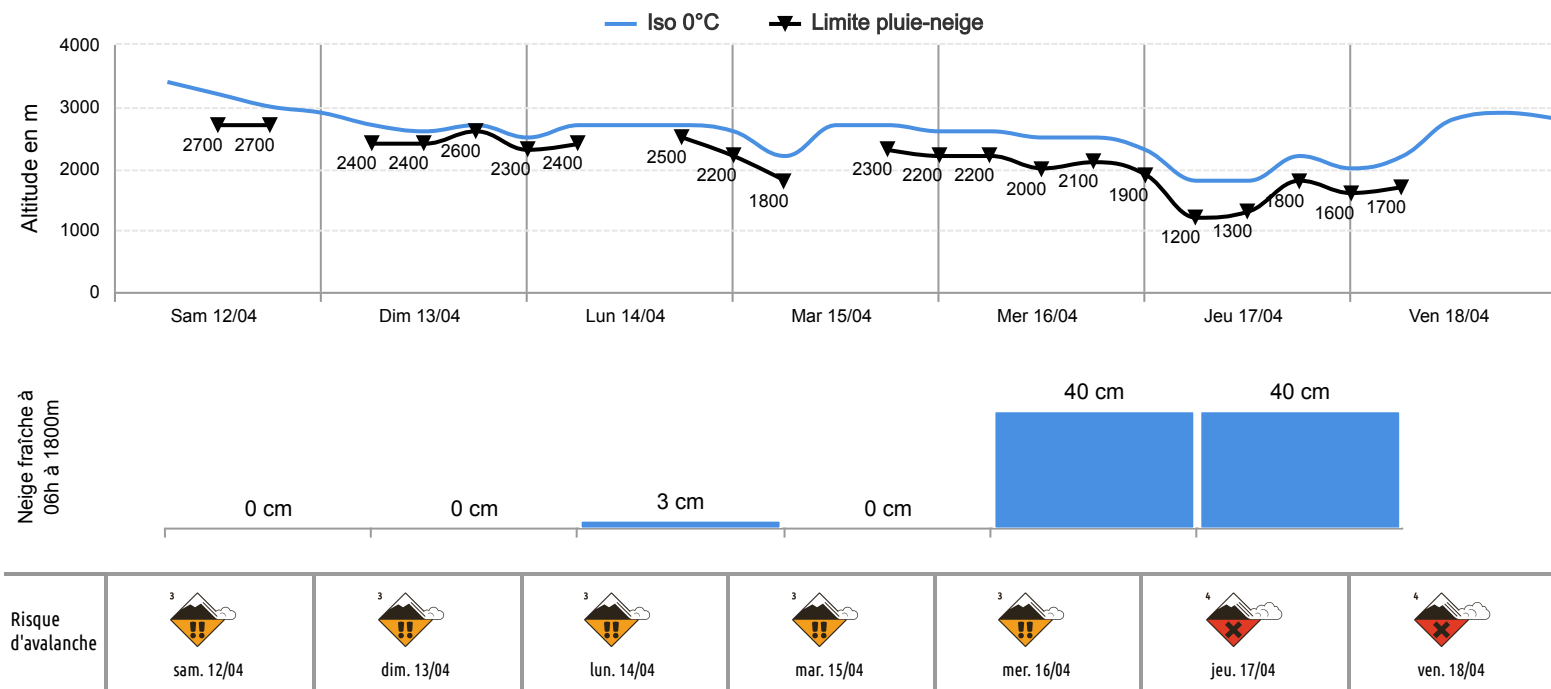 Iso 0°C Limite pluie-neige
Altitude en m
4000
3000
2000
1000
0
2700 2700 2400 2400 2600 2300 2400 2500 2200 1800 2300 2200 2200 2000 2100 1900 1200 1300 1800 1600 1700
Sam 12/04 Dim 13/04 Lun 14/04 Mar 15/04 Mer 16/04 Jeu 17/04 Ven 18/04
Neige fraîche à
06h à 1800m
0 cm 0 cm 3 cm 0 cm 40 cm 40 cm
Risque
d'avalanche
3 3 3 3 3 4 4
!! !! !! !! !!
sam. 12/04 dim. 13/04 lun. 14/04 mar. 15/04 mer. 16/04 jeu. 17/04 ven. 18/04